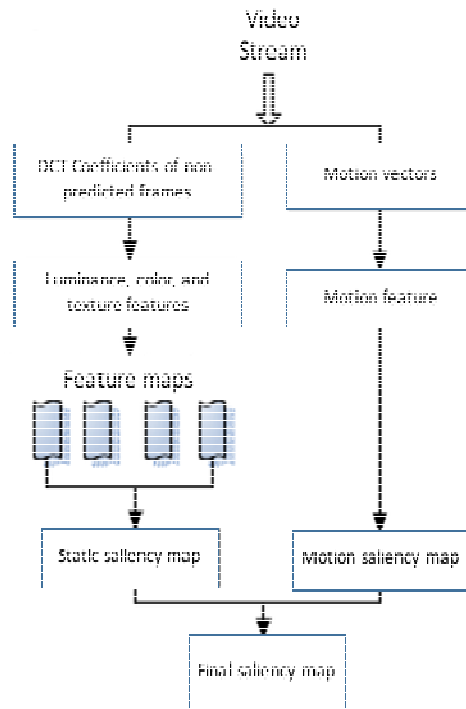 Video
Stream
DCT Coefficients of non
predicted frames
Motion vectors
Luminance, color, and
texture features
Motion feature
Feature maps
Static saliency map
Motion saliency map
Final saliency map